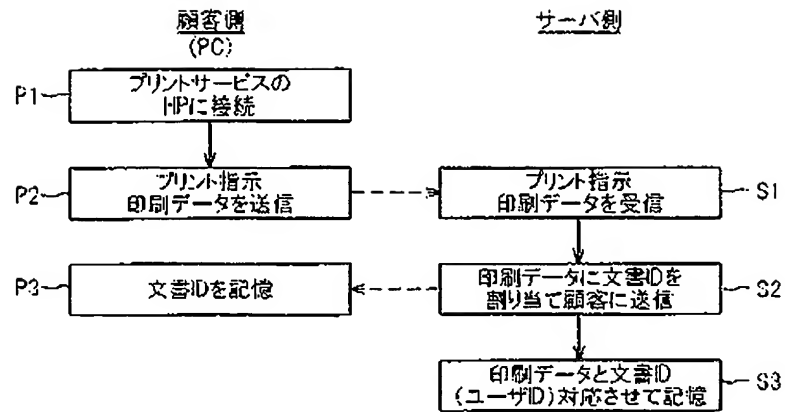 顧客側
(PC)
サーバ側
P1
プリントサービスの
HPに接続
P2
プリント指示
印刷データを送信
プリント指示
印刷データを受信
S1
P3
文書IDを記憶
印刷データに文書IDを
割り当て顧客に送信
S2
印刷データと文書ID
(ユーザID)対応させて記憶
S3